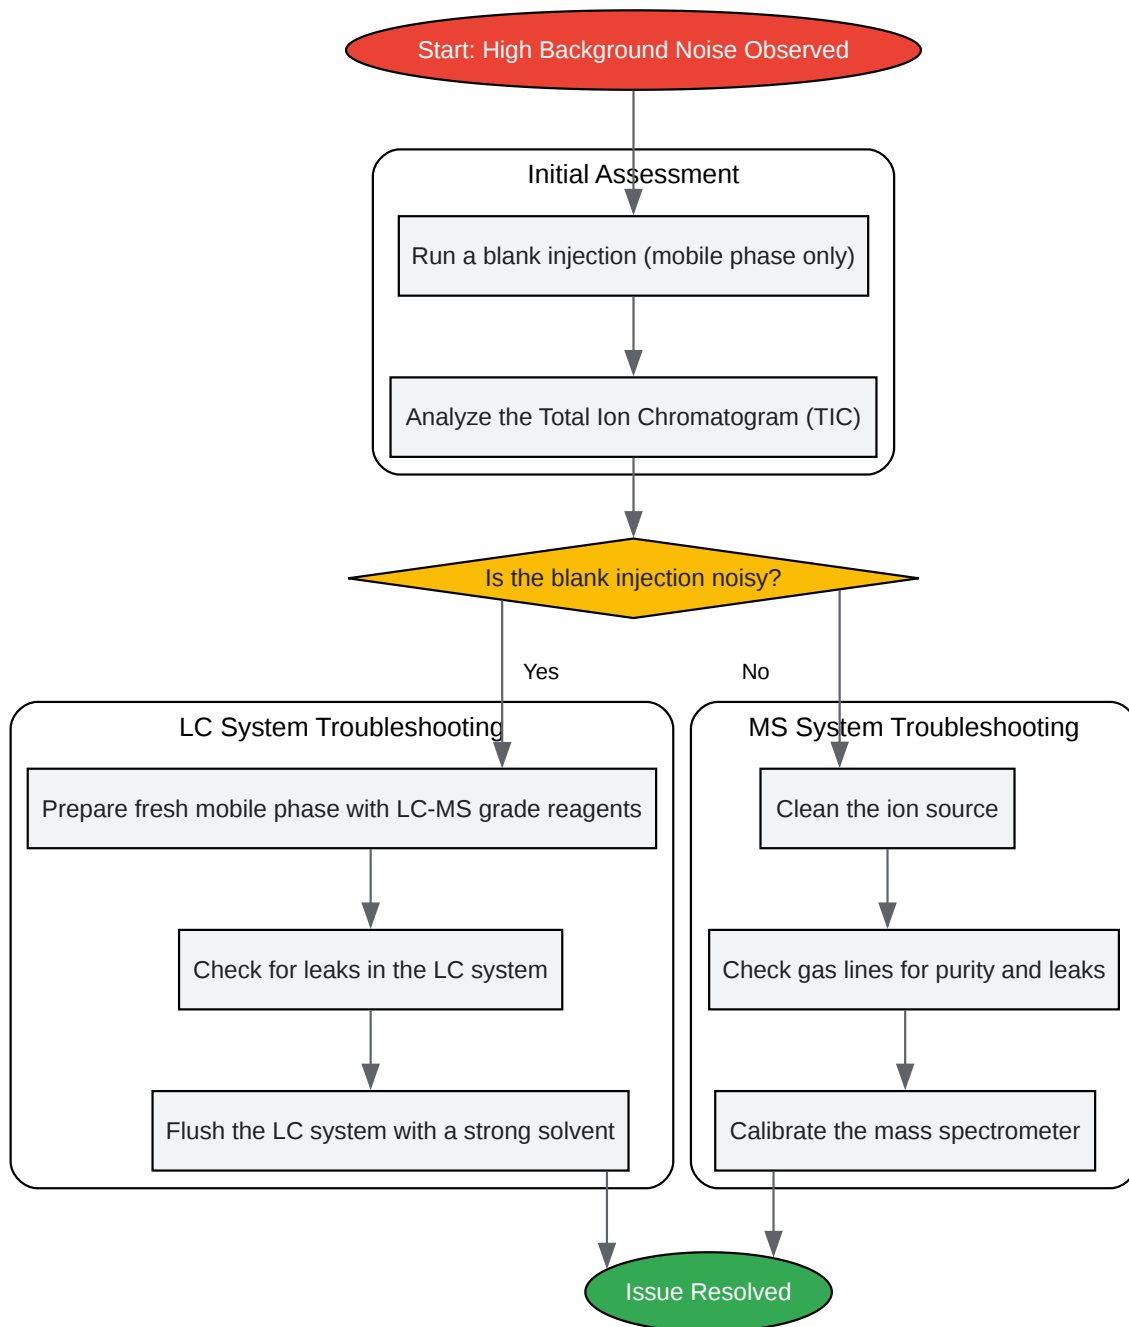 Start: High Background Noise Observed
Initial Assessment
Run a blank injection (mobile phase only)
Analyze the Total Ion Chromatogram (TIC)
Is the blank injection noisy?
Yes
No
LC System Troubleshooting
Prepare fresh mobile phase with LC-MS grade reagents
Check for leaks in the LC system
Flush the LC system with a strong solvent
MS System Troubleshooting
Clean the ion source
Check gas lines for purity and leaks
Calibrate the mass spectrometer
Issue Resolved